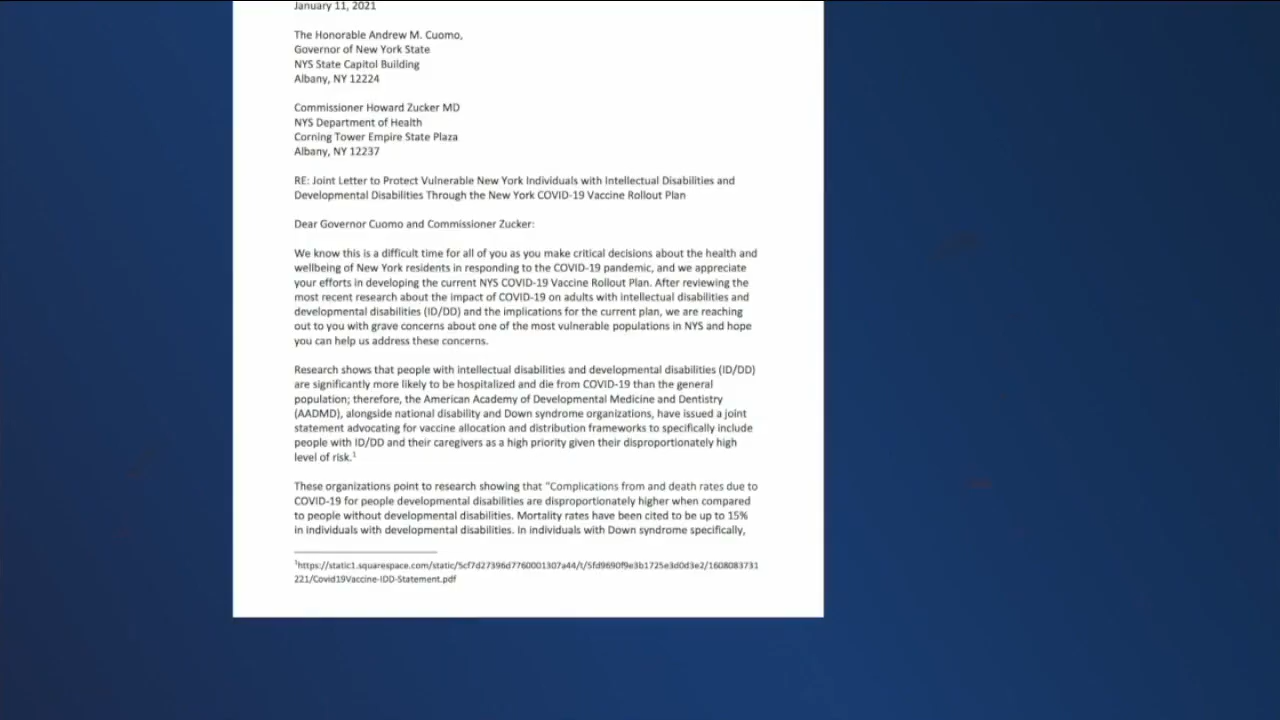 January 11, 2021
The Honorable Andrew M. Cuomo,
Governor of New York State
NYS State Capitol Building
Albany, NY 12224
Commissioner Howard Zucker MD
NYS Department of Health
Corning Tower Empire State Plaza
Albany, NY 12237
RE: Joint Letter to Protect Vulnerable New York Individuals with Intellectual Disabilities and
Developmental Disabilities Through the New York COVID-19 Vaccine Rollout Plan
Dear Governor Cuomo and Commissioner Zucker:
We know this is a difficult time for all of you as you make critical decisions about the health and
wellbeing of New York residents in responding to the COVID-19 pandemic, and we appreciate
your efforts in developing the current NYS COVID-19 Vaccine Rollout Plan. After reviewing the
most recent research about the impact of COVID-19 on adults with intellectual disabilities and
developmental disabilities (ID/DD) and the implications for the current plan, we are reaching
out to you with grave concerns about one of the most vulnerable populations in NYS and hope
you can help us address these concerns.
Research shows that people with intellectual disabilities and developmental disabilities (ID/DD)
are significantly more likely to be hospitalized and die from COVID-19 than the general
population; therefore, the American Academy of Developmental Medicine and Dentistry
(AADMD), alongside national disability and Down syndrome organizations, have issued a joint
statement advocating for vaccine allocation and distribution frameworks to specifically include
people with ID/DD and their caregivers as a high priority given their disproportionately high
level of risk.¹
These organizations point to research showing that "Complications from and death rates due to
COVID-19 for people developmental disabilities are disproportionately higher when compared
to people without developmental disabilities. Mortality rates have been cited to be up to 15%
in individuals with developmental disabilities. In individuals with Down syndrome specifically,
¹https://static1.squarespace.com/static/5cf7d27396d7760001307a44/t/5fd9690f9e3b1725e3d0d3e2/1608083731
221/Covid19Vaccine-IDD-Statement.pdf